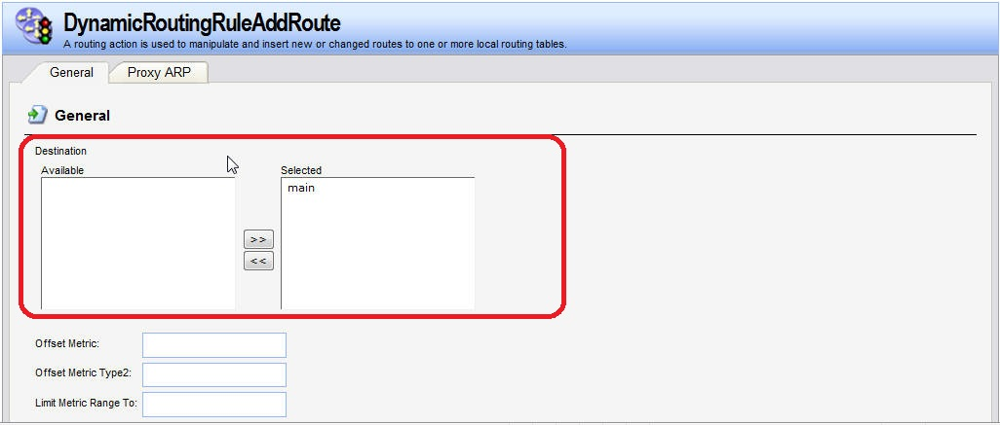 DynamicRoutingRuleAddRoute
A routing action is used to manipulate and insert new or changed routes to one or more local routing tables.
General
Proxy ARP
General
Destination
Available
Selected
main
>>
<<
Offset Metric:
Offset Metric Type2:
Limit Metric Range To: